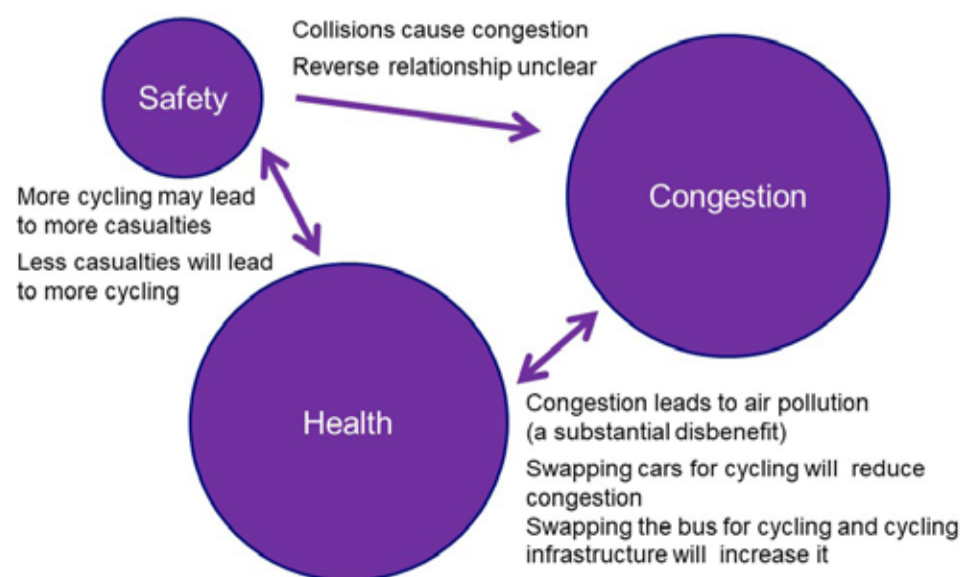 Collisions cause congestion
Reverse relationship unclear
Safety
Congestion
More cycling may lead
to more casualties
Less casualties will lead
to more cycling
Health
Congestion leads to air pollution
(a substantial disbenefit)
Swapping cars for cycling will reduce
congestion
Swapping the bus for cycling and cycling
infrastructure will increase it